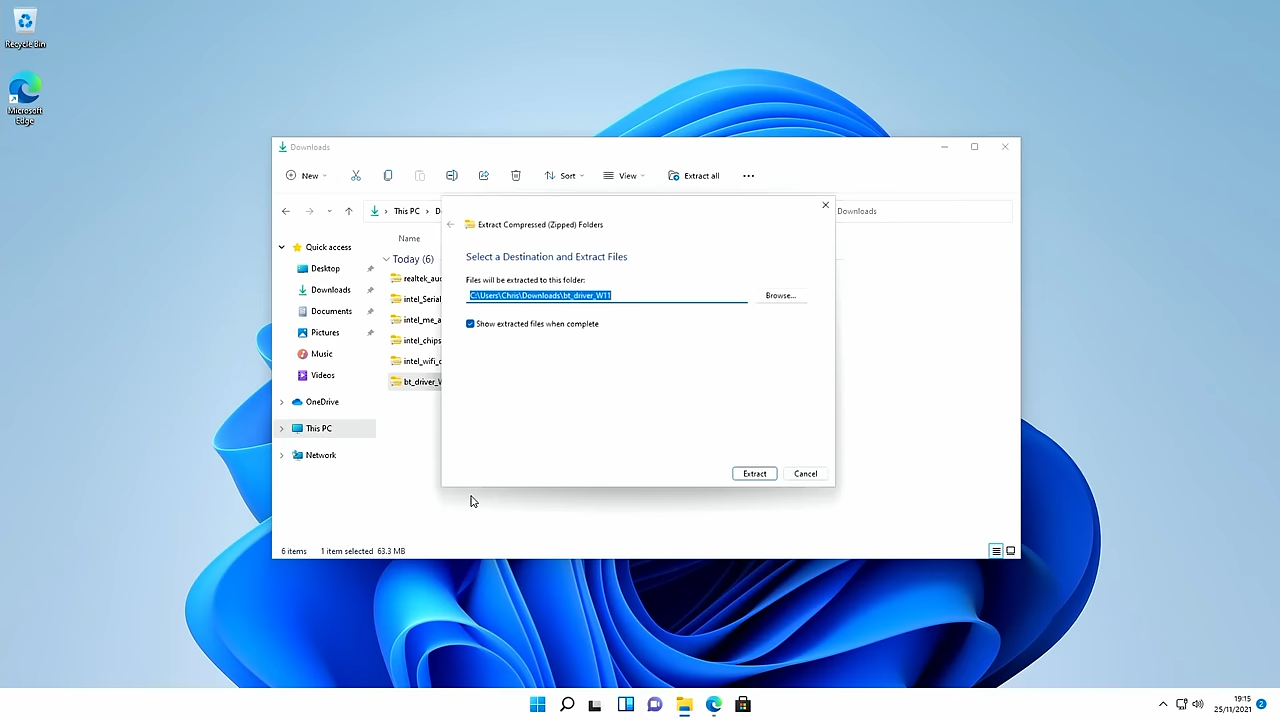 Recycle Bin
Microsoft
Edge
Downloads
New
Sort
View
Extract all
This PC
Downloads
Extract Compressed (Zipped) Folders
Select a Destination and Extract Files
Files will be extracted to this folder:
C:\Users\Chris\Downloads\bt_driver_W11
Browse...
Show extracted files when complete
Extract
Cancel
Quick access
Desktop
Downloads
Documents
Pictures
Music
Videos
OneDrive
This PC
Network
Name
Today (6)
realtek_au
intel_Serial
intel_me_a
intel_chips
intel_wifi_
bt_driver_W
6 items
1 item selected 63.3 MB
19:15
25/11/2021
2